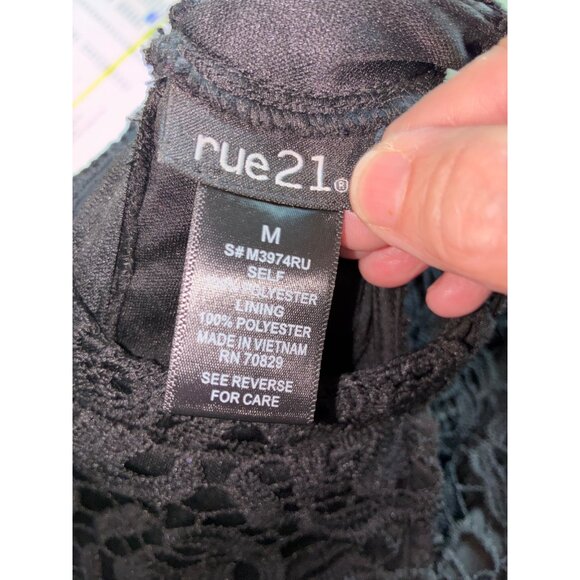 rue21®
M
S# M3974RU
SELF
POLYESTER
LINING
100% POLYESTER
MADE IN VIETNAM
RN 70829
SEE REVERSE
FOR CARE